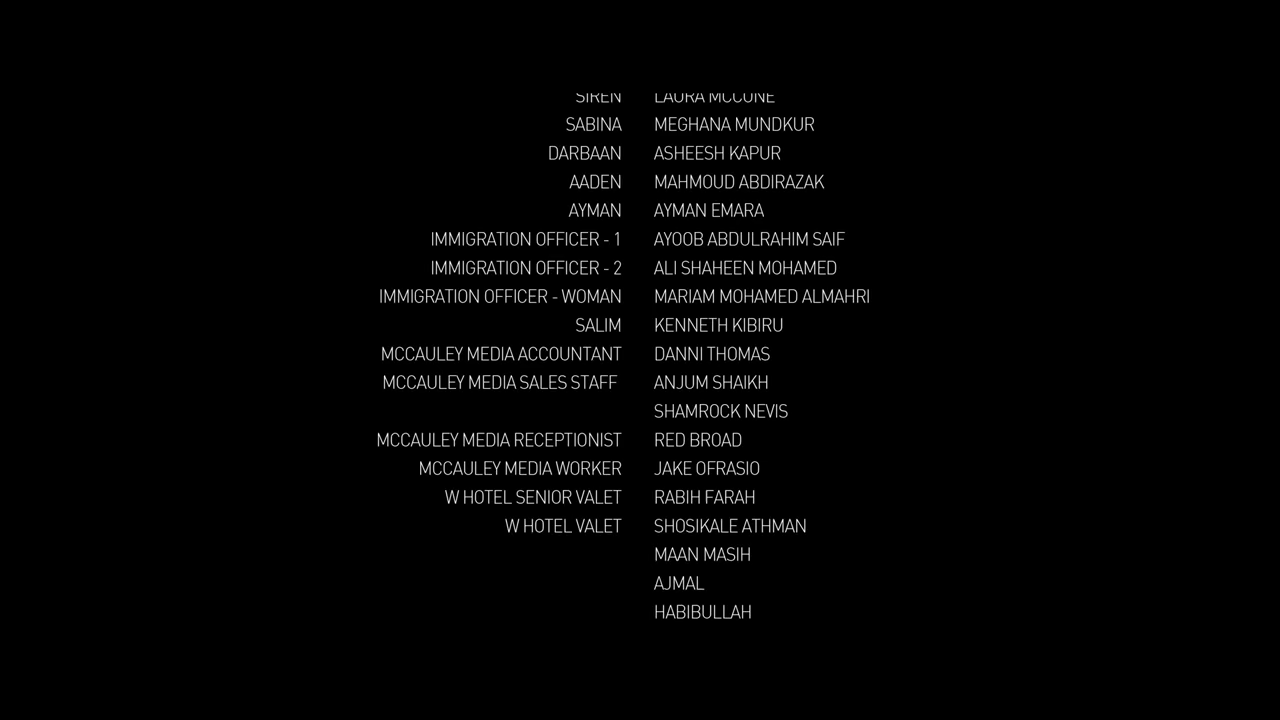 SIREN LAURA MCCUNE
SABINA MEGHANA MUNDKUR
DARBAAN ASHEESH KAPUR
AADEN MAHMOUD ABDIRAZAK
AYMAN AYMAN EMARA
IMMIGRATION OFFICER - 1 AYOOB ABDULRAHIM SAIF
IMMIGRATION OFFICER - 2 ALI SHAHEEN MOHAMED
IMMIGRATION OFFICER - WOMAN MARIAM MOHAMED ALMAHRI
SALIM KENNETH KIBIRU
MCCAULEY MEDIA ACCOUNTANT DANNI THOMAS
MCCAULEY MEDIA SALES STAFF ANJUM SHAIKH
SHAMROCK NEVIS
MCCAULEY MEDIA RECEPTIONIST RED BROAD
MCCAULEY MEDIA WORKER JAKE OFRASIO
W HOTEL SENIOR VALET RABIH FARAH
W HOTEL VALET SHOSIKALE ATHMAN
MAAN MASIH
AJMAL
HABIBULLAH